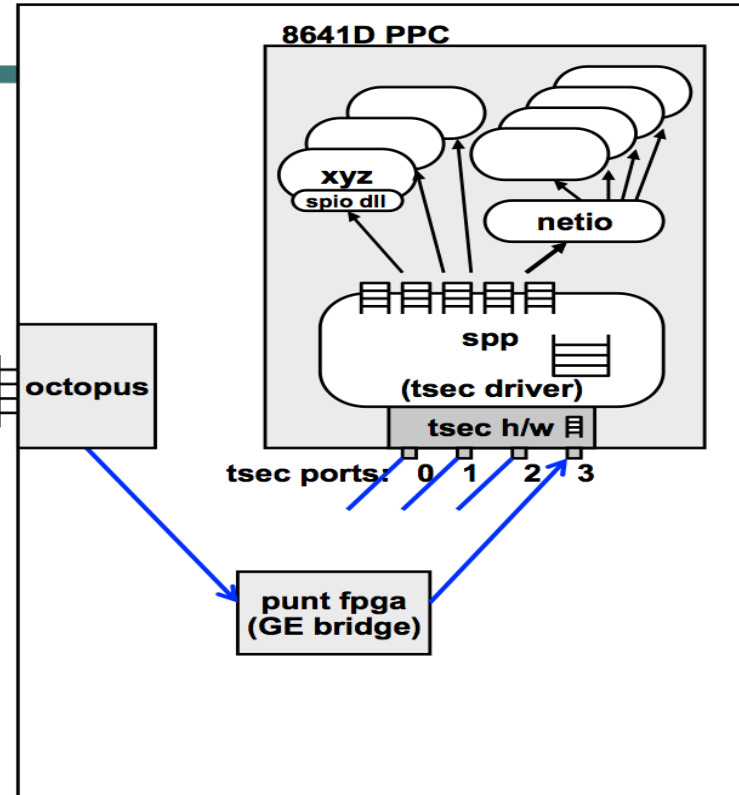 8641D PPC
xyz
spio dll
netio
spp
(tsec driver)
octopus
tsec h/w
tsec ports: 0 1 2 3
punt fpga
(GE bridge)